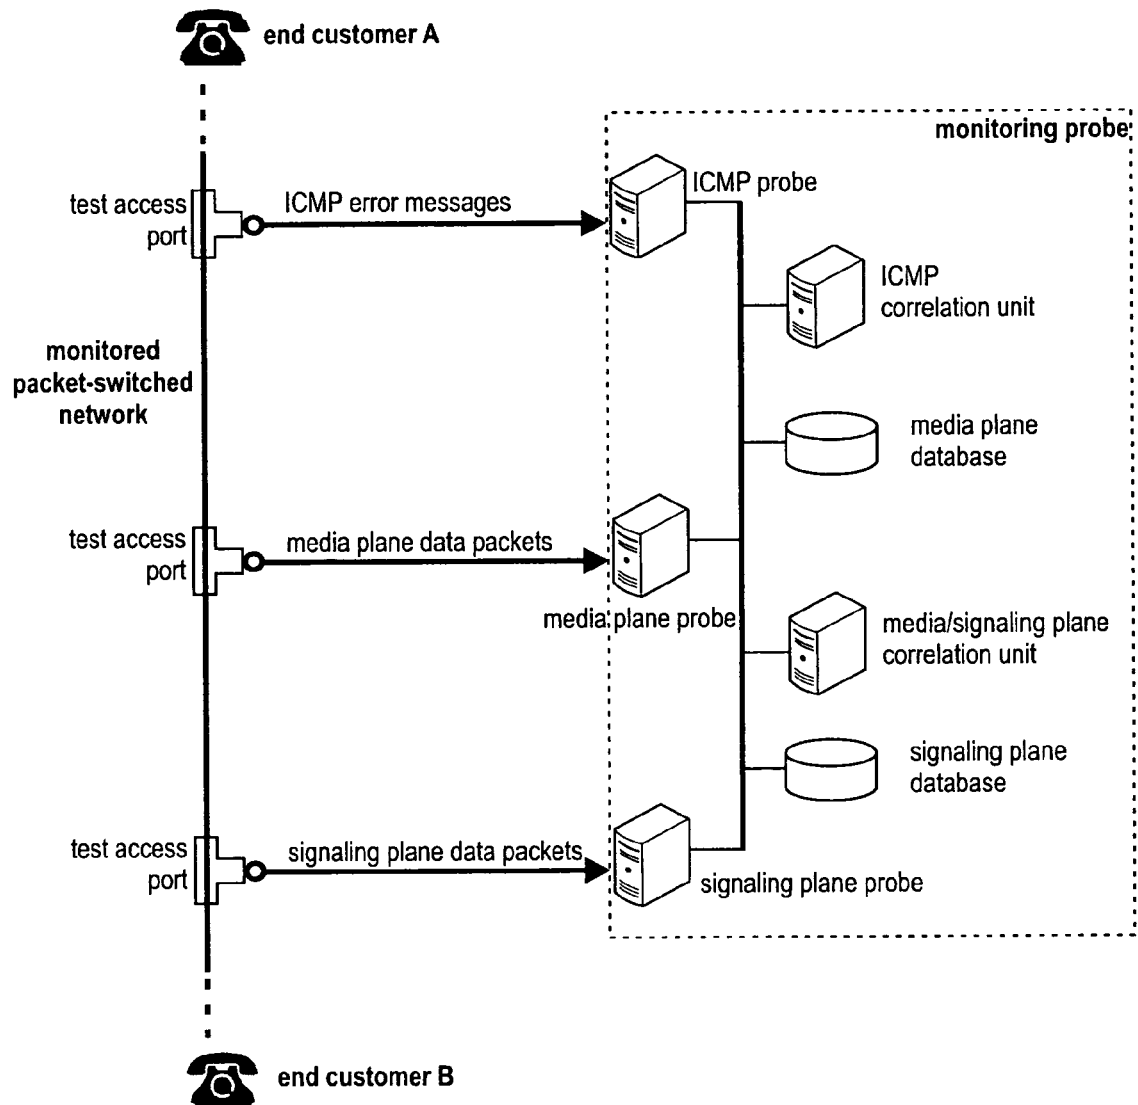 end customer A
monitoring probe
ICMP probe
test access
port
ICMP error messages
ICMP
correlation unit
monitored
packet-switched
network
media plane
database
test access
port
media plane data packets
media plane probe
media/signaling plane
correlation unit
signaling plane
database
test access
port
signaling plane data packets
signaling plane probe
end customer B